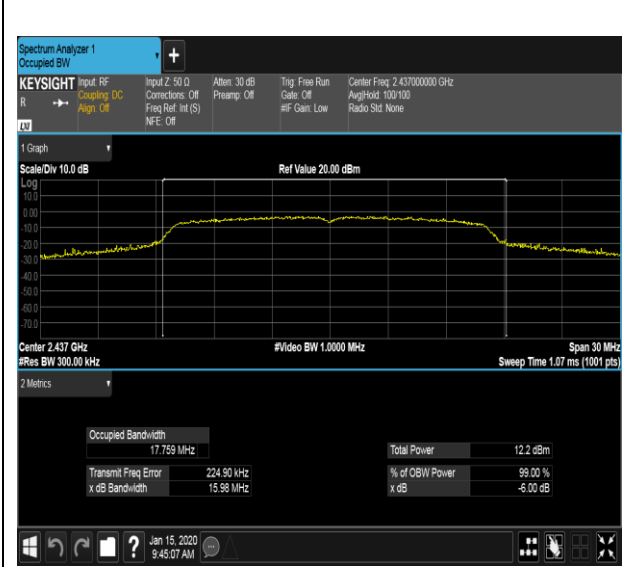 Spectrum Analyzer 1
Occupied BW
+
KEYSIGHT Input: RF Input Z: 50 Ω Atten: 30 dB Trig: Free Run Center Freq: 2.437000000 GHz
Coupling: DC Corrections: Off Preamp: Off Gate: Off Avg|Hold: 100/100
R Align: Off Freq Ref: Int (S) #IF Gain: Low Radio Std: None
NFE: Off
LXI
1 Graph
Scale/Div 10.0 dB Ref Value 20.00 dBm
Log
10.0
0.00
-10.0
-20.0
-30.0
-40.0
-50.0
-60.0
-70.0
Center 2.437 GHz #Video BW 1.0000 MHz Span 30 MHz
#Res BW 300.00 kHz Sweep Time 1.07 ms (1001 pts)
2 Metrics
Occupied Bandwidth
17.759 MHz Total Power 12.2 dBm
Transmit Freq Error 224.90 kHz % of OBW Power 99.00 %
x dB Bandwidth 15.98 MHz x dB -6.00 dB
? Jan 15, 2020
9:45:07 AM